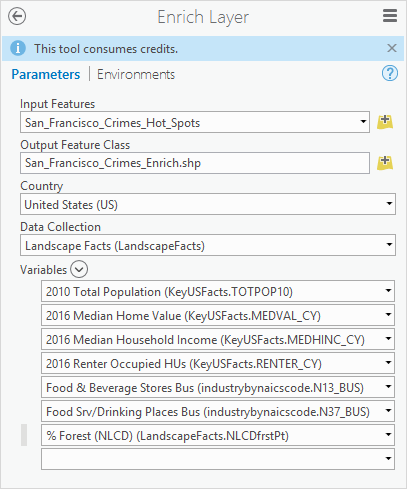 Enrich Layer
This tool consumes credits.
Parameters | Environments
Input Features
San_Francisco_Crimes_Hot_Spots
Output Feature Class
San_Francisco_Crimes_Enrich.shp
Country
United States (US)
Data Collection
Landscape Facts (LandscapeFacts)
Variables
2010 Total Population (KeyUSFacts.TOTPOP10)
2016 Median Home Value (KeyUSFacts.MEDVAL_CY)
2016 Median Household Income (KeyUSFacts.MEDHINC_CY)
2016 Renter Occupied HUs (KeyUSFacts.RENTER_CY)
Food & Beverage Stores Bus (industrybynaicscode.N13_BUS)
Food Srv/Drinking Places Bus (industrybynaicscode.N37_BUS)
% Forest (NLCD) (LandscapeFacts.NLCDfrstPt)